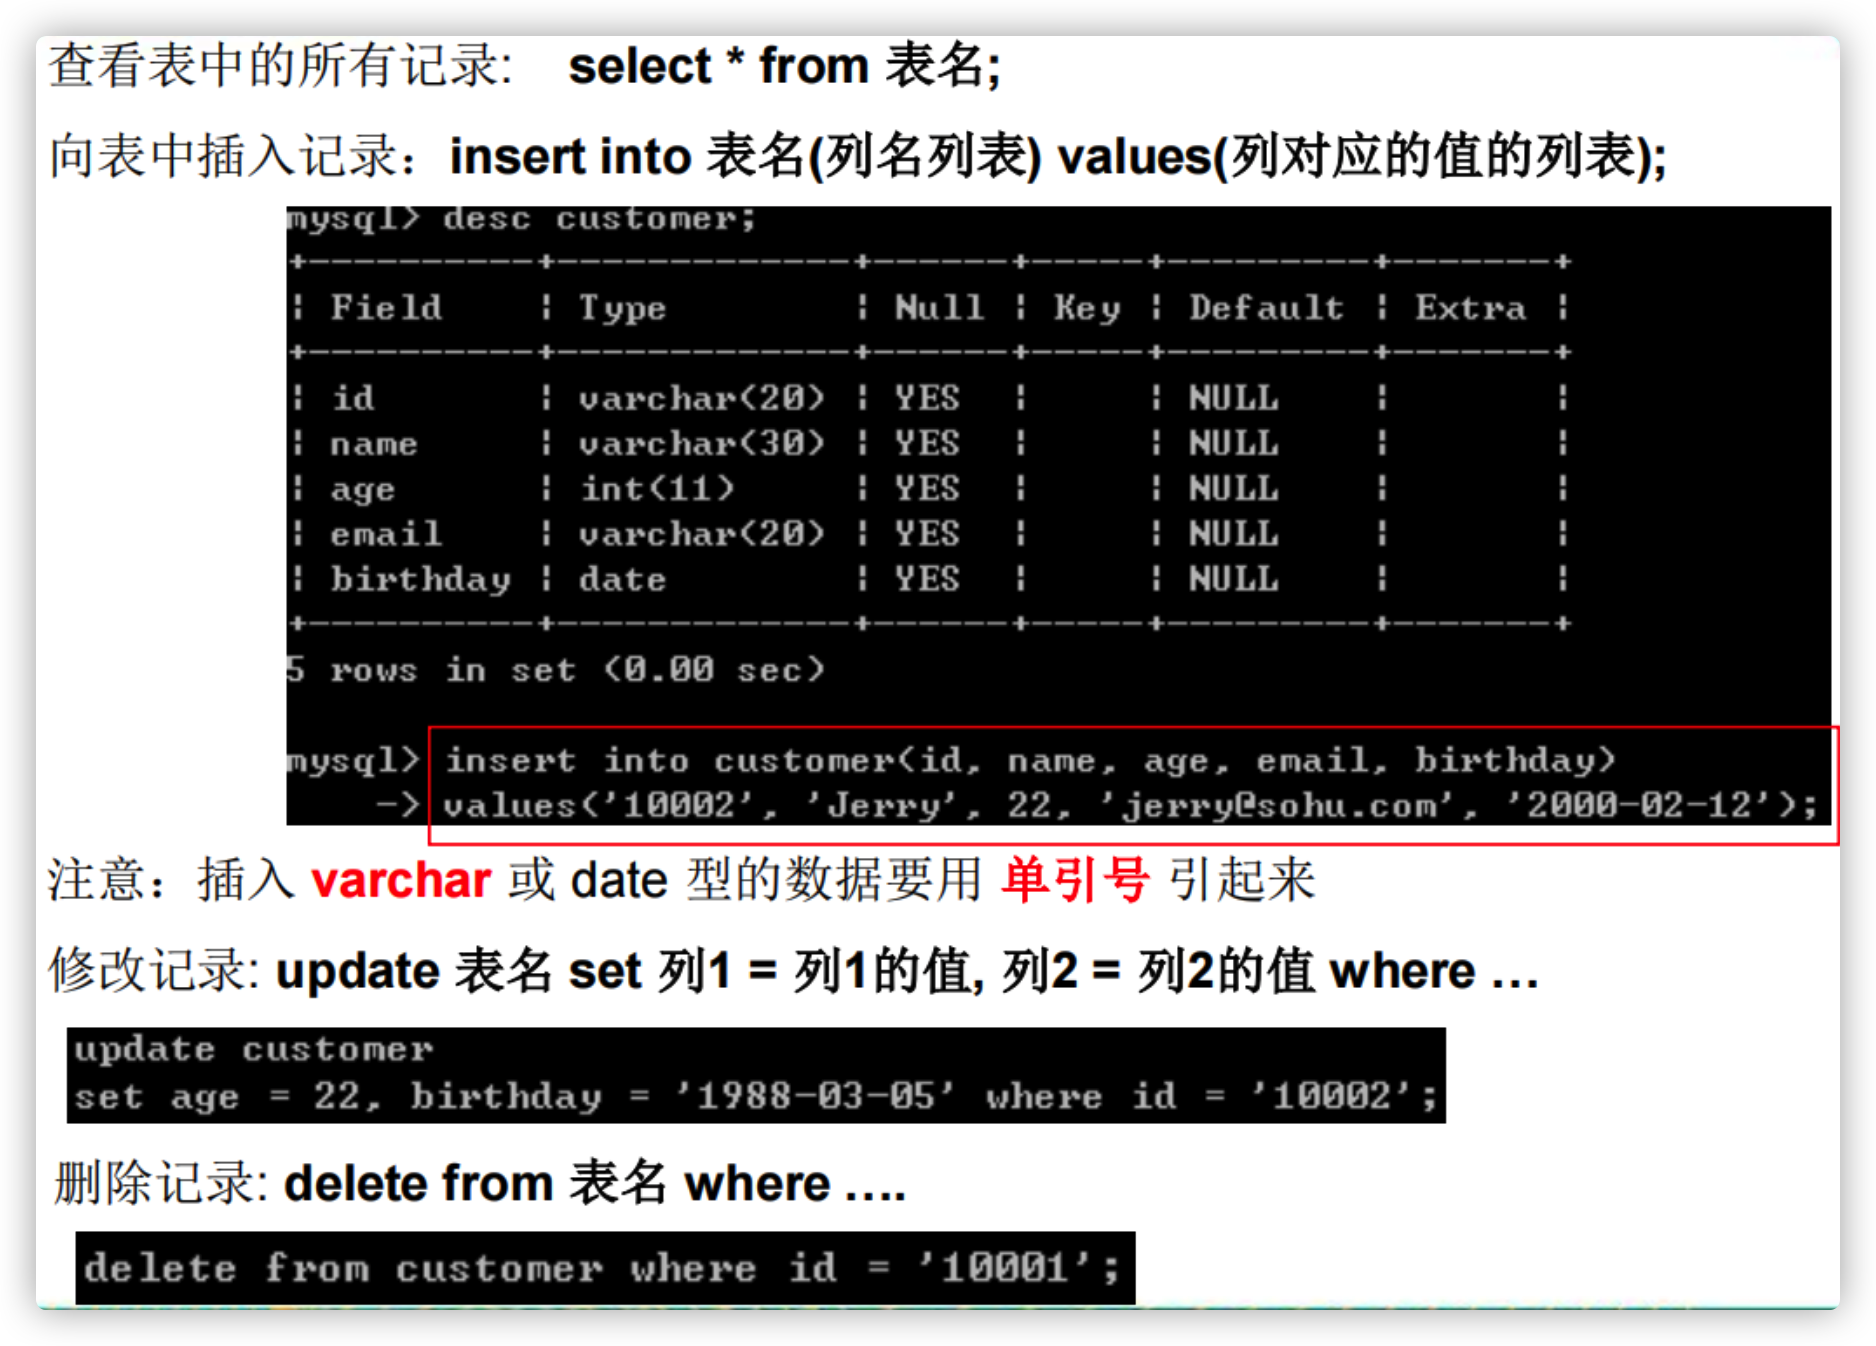 查看表中的所有记录: select * from 表名;
向表中插入记录：insert into 表名(列名列表) values(列对应的值的列表);
mysql> desc customer;
+----------+-------------+------+-----+---------+-------+
| Field    | Type        | Null | Key | Default | Extra |
+----------+-------------+------+-----+---------+-------+
| id       | varchar(20) | YES  |     | NULL    |       |
| name     | varchar(30) | YES  |     | NULL    |       |
| age      | int(11)     | YES  |     | NULL    |       |
| email    | varchar(20) | YES  |     | NULL    |       |
| birthday | date        | YES  |     | NULL    |       |
+----------+-------------+------+-----+---------+-------+
5 rows in set (0.00 sec)
mysql> insert into customer(id, name, age, email, birthday)
    -> values('10002', 'Jerry', 22, 'jerry@sohu.com', '2000-02-12');
注意：插入 varchar 或 date 型的数据要用 单引号 引起来
修改记录: update 表名 set 列1 = 列1的值, 列2 = 列2的值 where …
update customer
set age = 22, birthday = '1988-03-05' where id = '10002';
删除记录: delete from 表名 where ….
delete from customer where id = '10001';